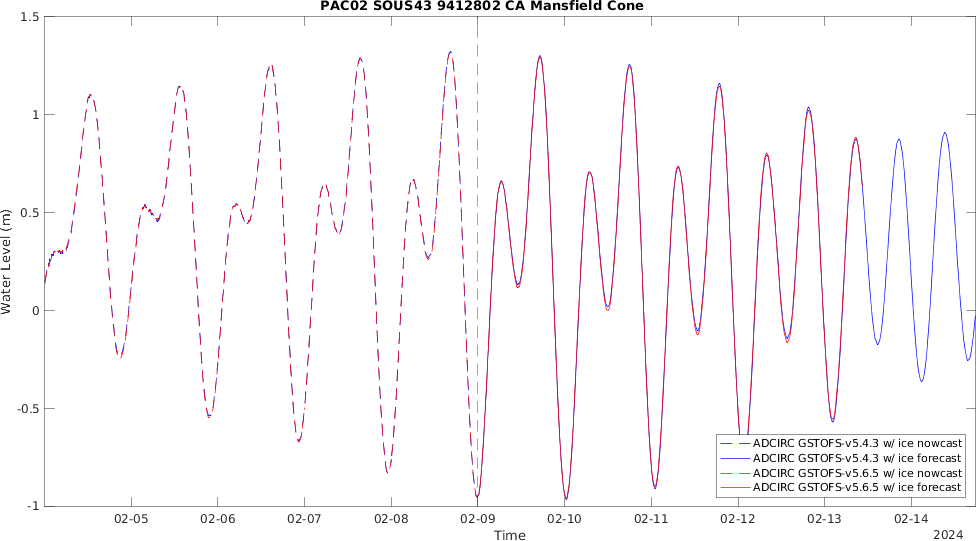 PAC02 SOUS43 9412802 CA Mansfield Cone
1.5
1
0.5
0
-0.5
-1
Water Level (m)
ADCIRC GSTOFS-v5.4.3 w/ ice nowcast
ADCIRC GSTOFS-v5.4.3 w/ ice forecast
ADCIRC GSTOFS-v5.6.5 w/ ice nowcast
ADCIRC GSTOFS-v5.6.5 w/ ice forecast
02-05 02-06 02-07 02-08 02-09 02-10 02-11 02-12 02-13 02-14
Time
2024